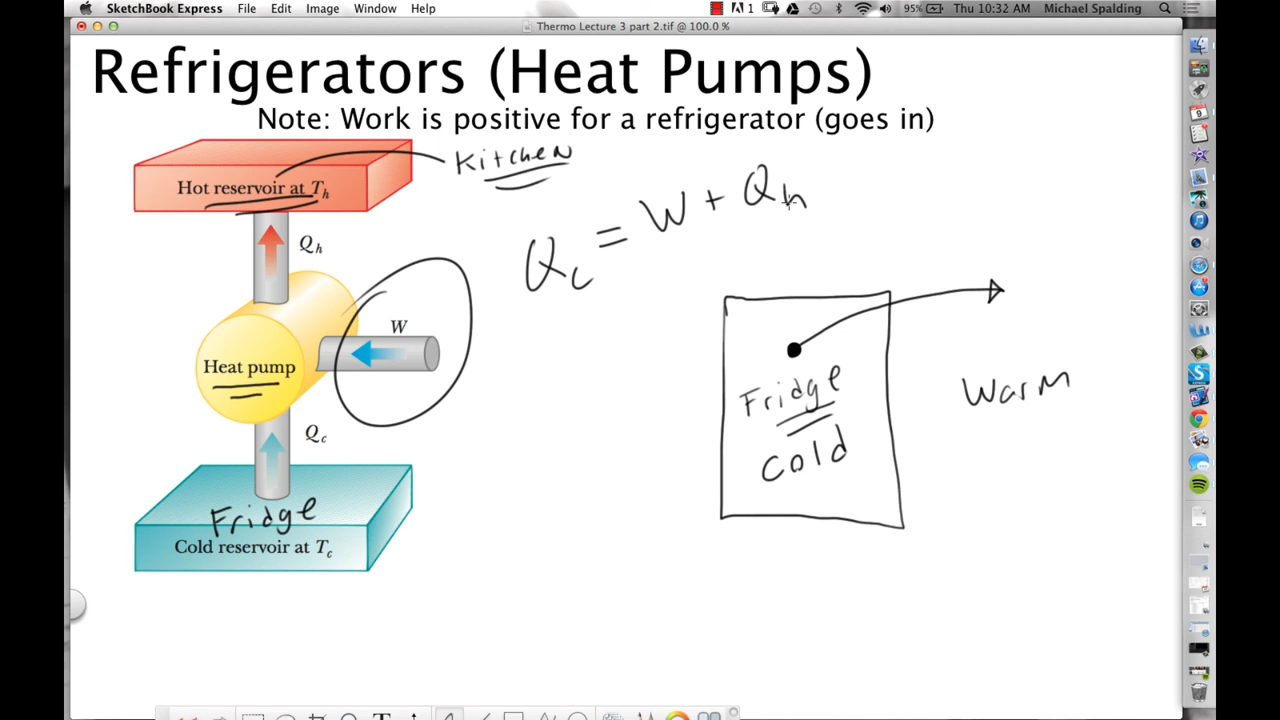 SketchBook Express File Edit Image Window Help 1 95% Thu 10:32 AM Michael Spalding
Thermo Lecture 3 part 2.tif @ 100.0 %
Refrigerators (Heat Pumps)
Note: Work is positive for a refrigerator (goes in)
Kitchen
Hot reservoir at Th
Qh
Qc = W + Qh
W
Heat pump
Qc
Fridge
Cold reservoir at Tc
Fridge
Cold
Warm